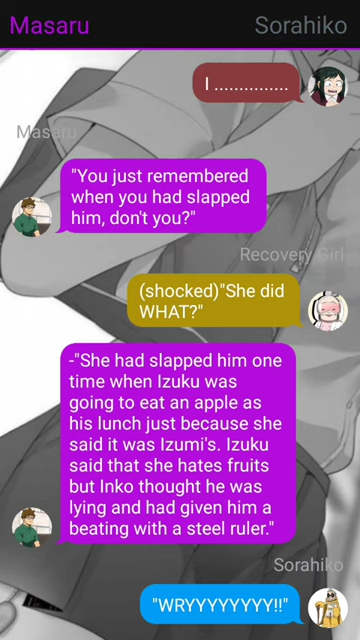 Masaru
Sorahiko
I ...............
Masaru
"You just remembered
when you had slapped
him, don't you?"
Recovery Girl
(shocked)"She did
WHAT?"
-"She had slapped him one
time when Izuku was
going to eat an apple as
his lunch just because she
said it was Izumi's. Izuku
said that she hates fruits
but Inko thought he was
lying and had given him a
beating with a steel ruler."
Sorahiko
"WRYYYYYYYY!!"